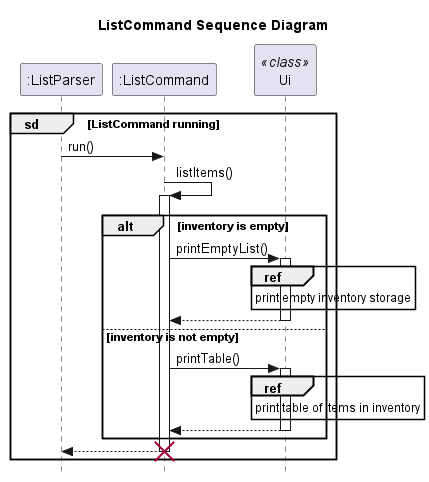 ListCommand Sequence Diagram
:ListParser
:ListCommand
«class»
Ui
sd
[ListCommand running]
run()
listItems()
alt
[inventory is empty]
printEmptyList()
ref
print empty inventory storage
[inventory is not empty]
printTable()
ref
print table of items in inventory